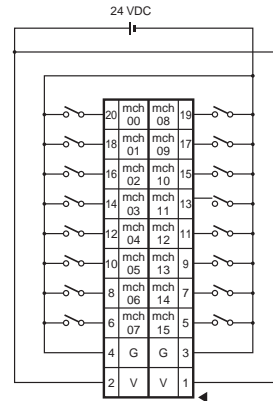 24 VDC
20 mch 00 mch 08 19
18 mch 01 mch 09 17
16 mch 02 mch 10 15
14 mch 03 mch 11 13
12 mch 04 mch 12 11
10 mch 05 mch 13 9
8 mch 06 mch 14 7
6 mch 07 mch 15 5
4 G G 3
2 V V 1